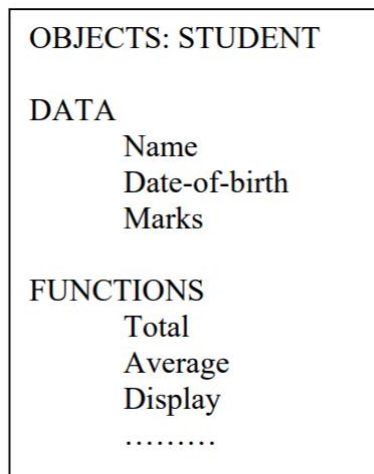 OBJECTS: STUDENT
DATA
Name
Date-of-birth
Marks
FUNCTIONS
Total
Average
Display
………